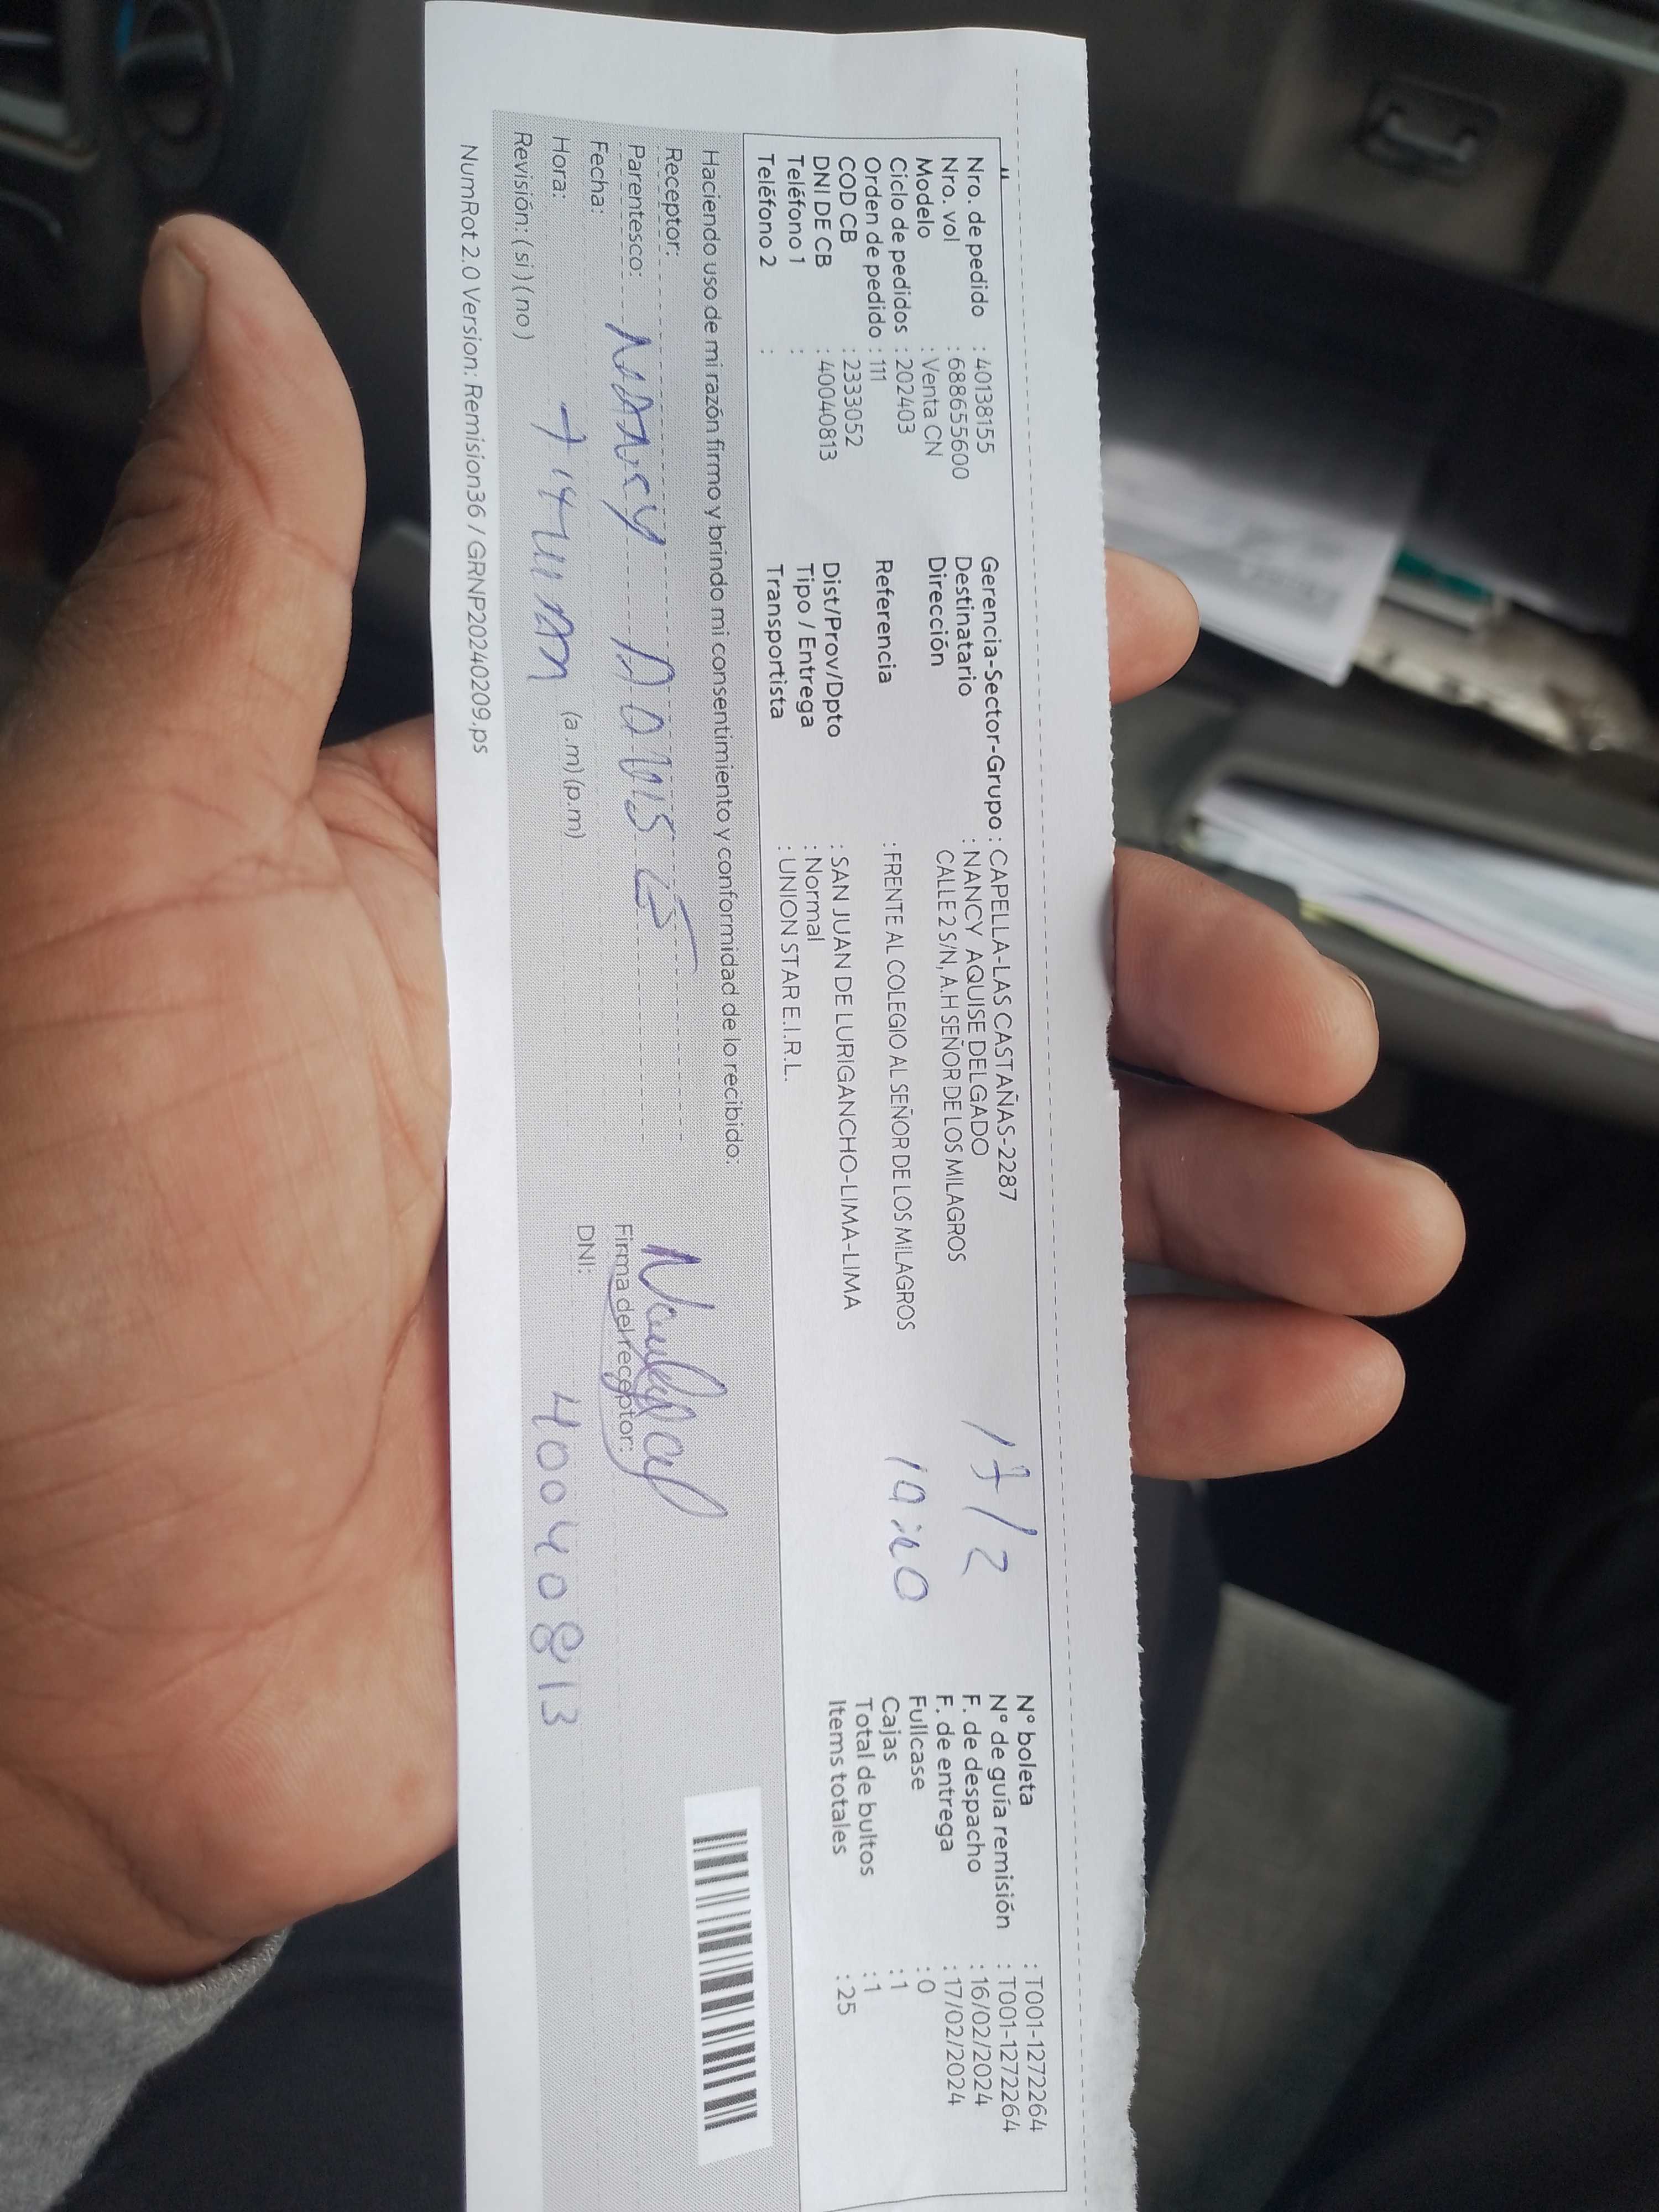 Nro. de pedido : 40138155
Nro. vol : 688655600
Modelo : Venta CN
Ciclo de pedidos : 202403
Orden de pedido : 111
COD CB : 2333052
DNI DE CB : 40040813
Teléfono 1 :
Teléfono 2 :
Gerencia-Sector-Grupo : CAPELLA-LAS CASTAÑAS-2287
Destinatario : NANCY AQUISE DELGADO
Dirección CALLE 2 S/N, A.H SEÑOR DE LOS MILAGROS
Referencia : FRENTE AL COLEGIO AL SEÑOR DE LOS MILAGROS
Dist/Prov/Dpto : SAN JUAN DE LURIGANCHO-LIMA-LIMA
Tipo / Entrega : Normal
Transportista : UNION STAR E.I.R.L.
17/2
N° boleta : T001-1272264
N° de guía remisión : T001-1272264
F. de despacho : 16/02/2024
F. de entrega : 17/02/2024
Fullcase : 0
Cajas : 1
Total de bultos : 1
Items totales : 25
Haciendo uso de mi razón firmo y brindo mi consentimiento y conformidad de lo recibido:
Receptor:
Parentesco: NANCY
Fecha:
Hora: (a.m) (p.m)
Revisión: ( si ) ( no )
Firma del receptor:
DNI: 40040813
NumRot 2.0 Version: Remision36 / GRNP20240209.ps